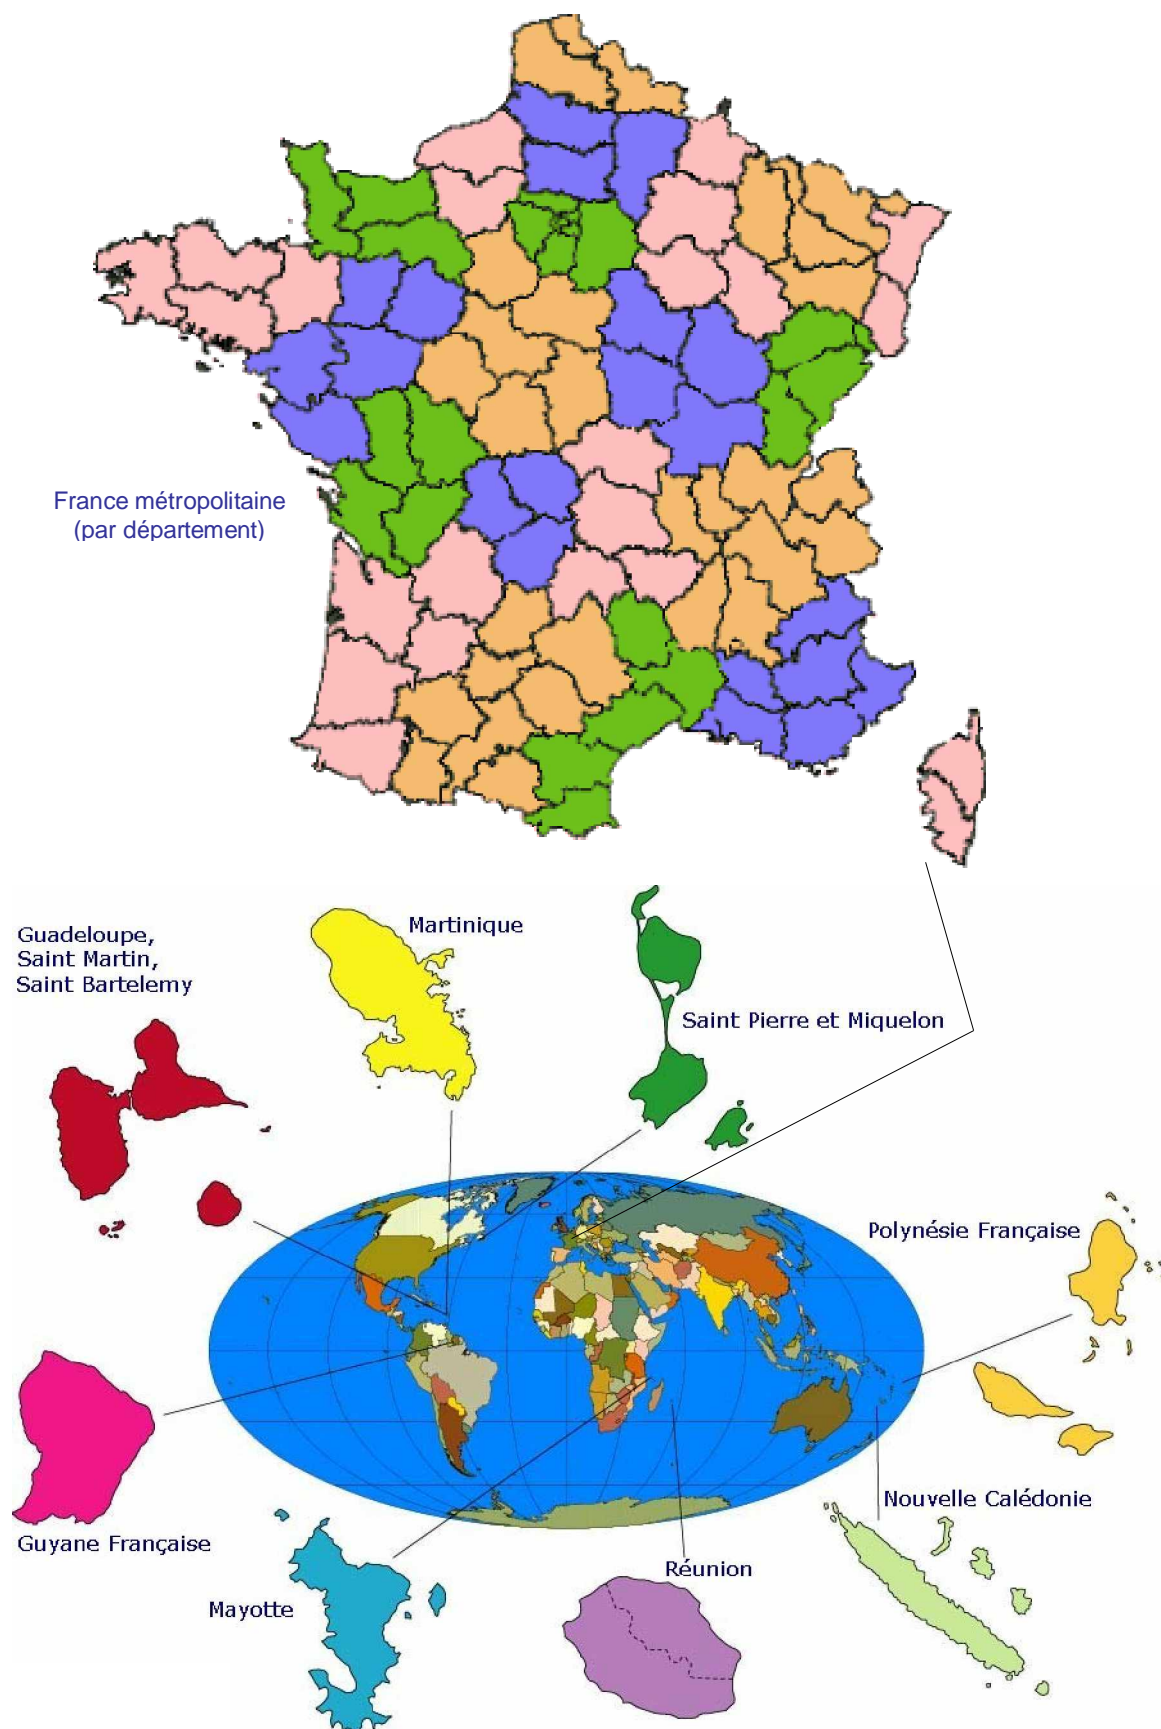 France métropolitaine
(par département)
Martinique
Guadeloupe,
Saint Martin,
Saint Bartelemy
Saint Pierre et Miquelon
Polynésie Française
Nouvelle Calédonie
Guyane Française
Réunion
Mayotte